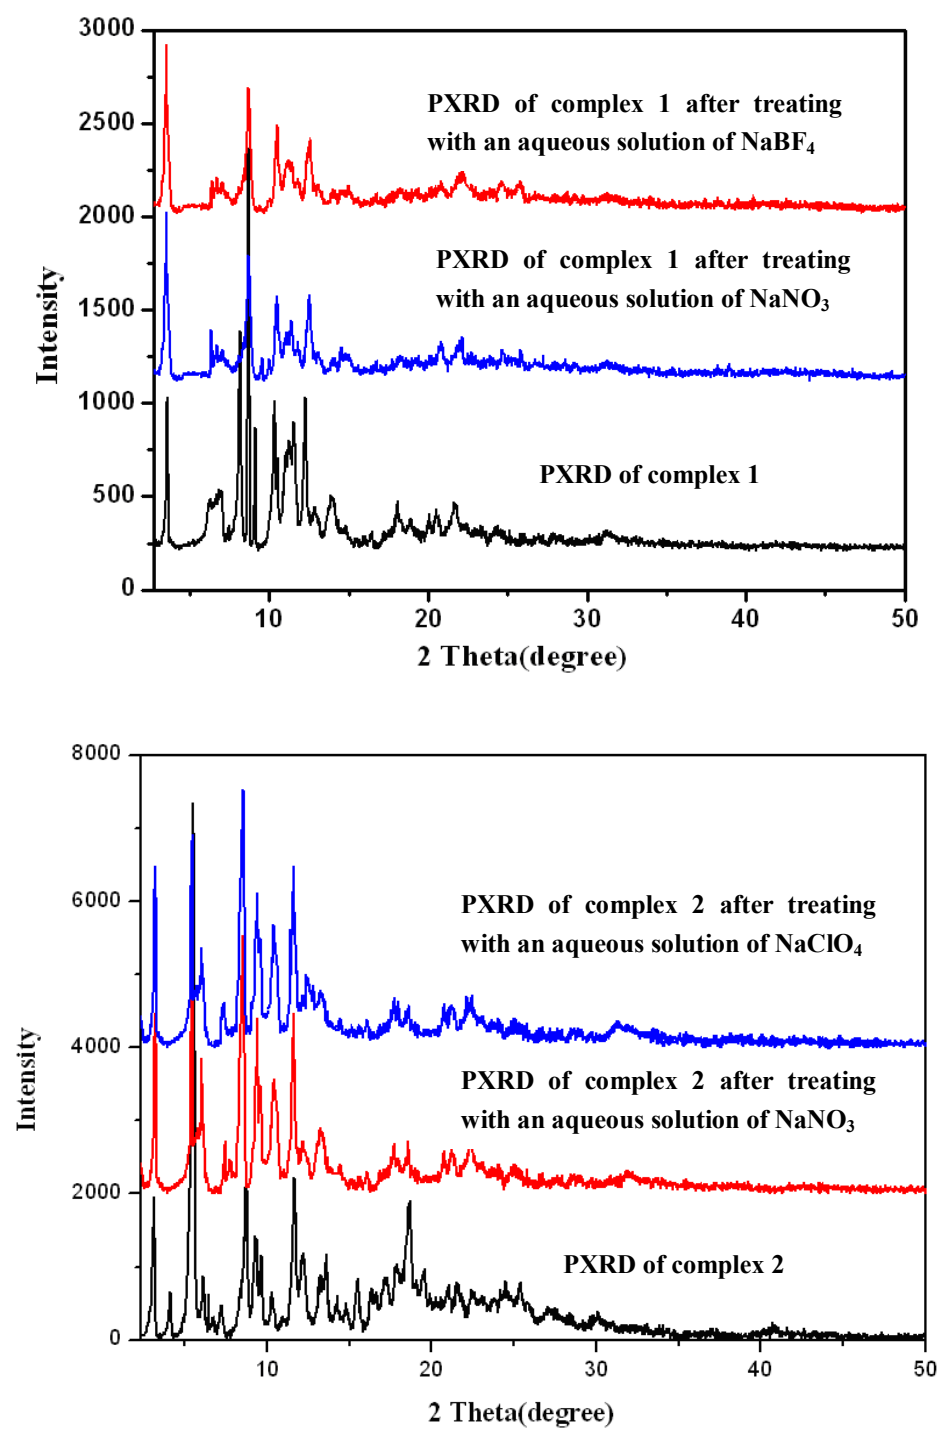 3000
2500
2000
1500
1000
500
0
Intensity
PXRD of complex 1 after treating
with an aqueous solution of NaBF₄
PXRD of complex 1 after treating
with an aqueous solution of NaNO₃
PXRD of complex 1
10 20 30 40 50
2 Theta(degree)
8000
6000
4000
2000
0
Intensity
PXRD of complex 2 after treating
with an aqueous solution of NaClO₄
PXRD of complex 2 after treating
with an aqueous solution of NaNO₃
PXRD of complex 2
10 20 30 40 50
2 Theta(degree)